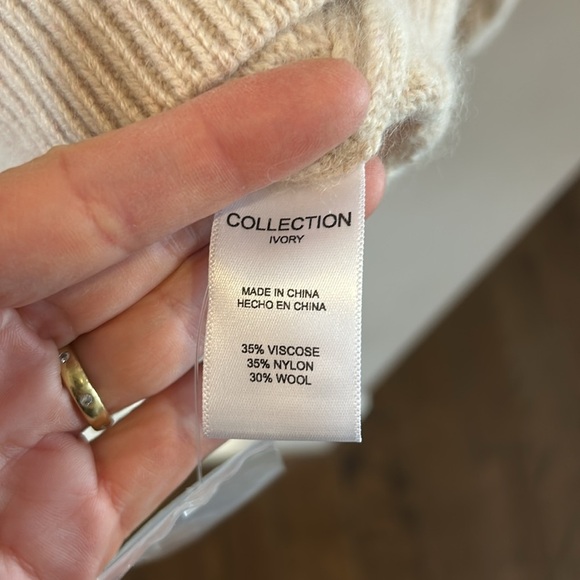 COLLECTION
IVORY
MADE IN CHINA
HECHO EN CHINA
35% VISCOSE
35% NYLON
30% WOOL